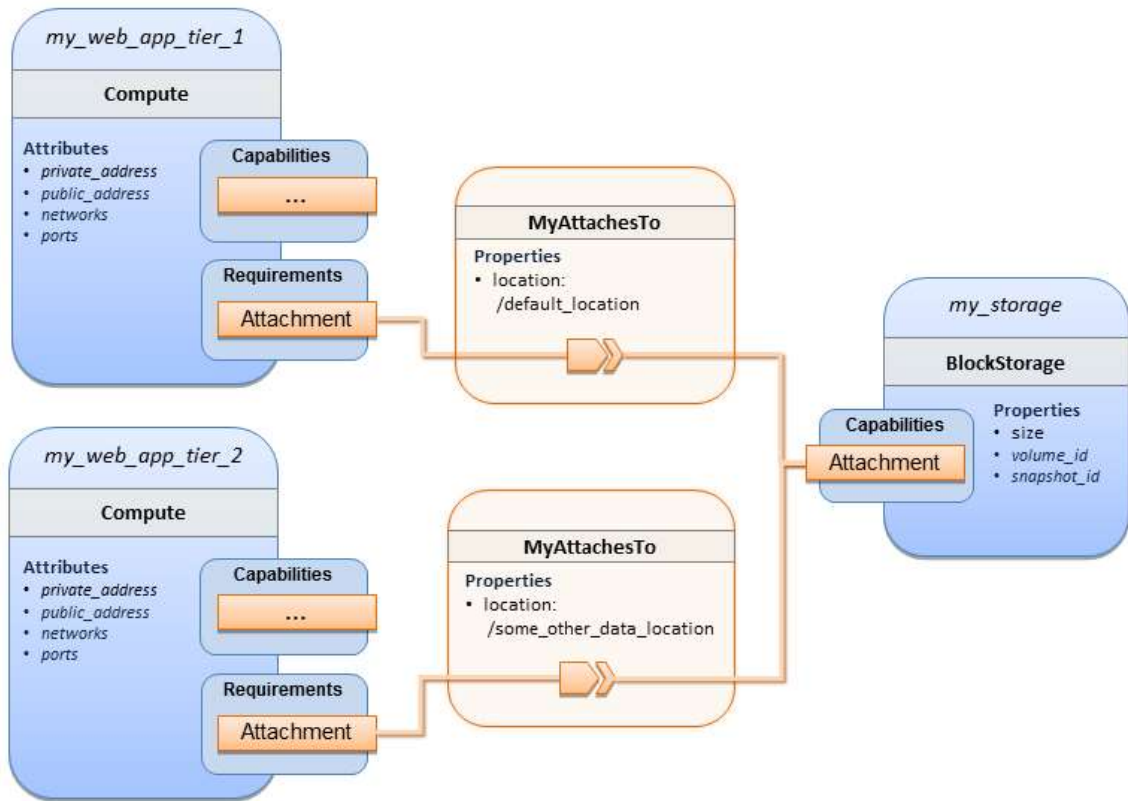 my_web_app_tier_1
Compute
Attributes
• private_address
• public_address
• networks
• ports
Capabilities
...
Requirements
Attachment
MyAttachesTo
Properties
• location:
/default_location
my_storage
BlockStorage
Properties
• size
• volume_id
• snapshot_id
Capabilities
Attachment
my_web_app_tier_2
Compute
Attributes
• private_address
• public_address
• networks
• ports
Capabilities
...
Requirements
Attachment
MyAttachesTo
Properties
• location:
/some_other_data_location